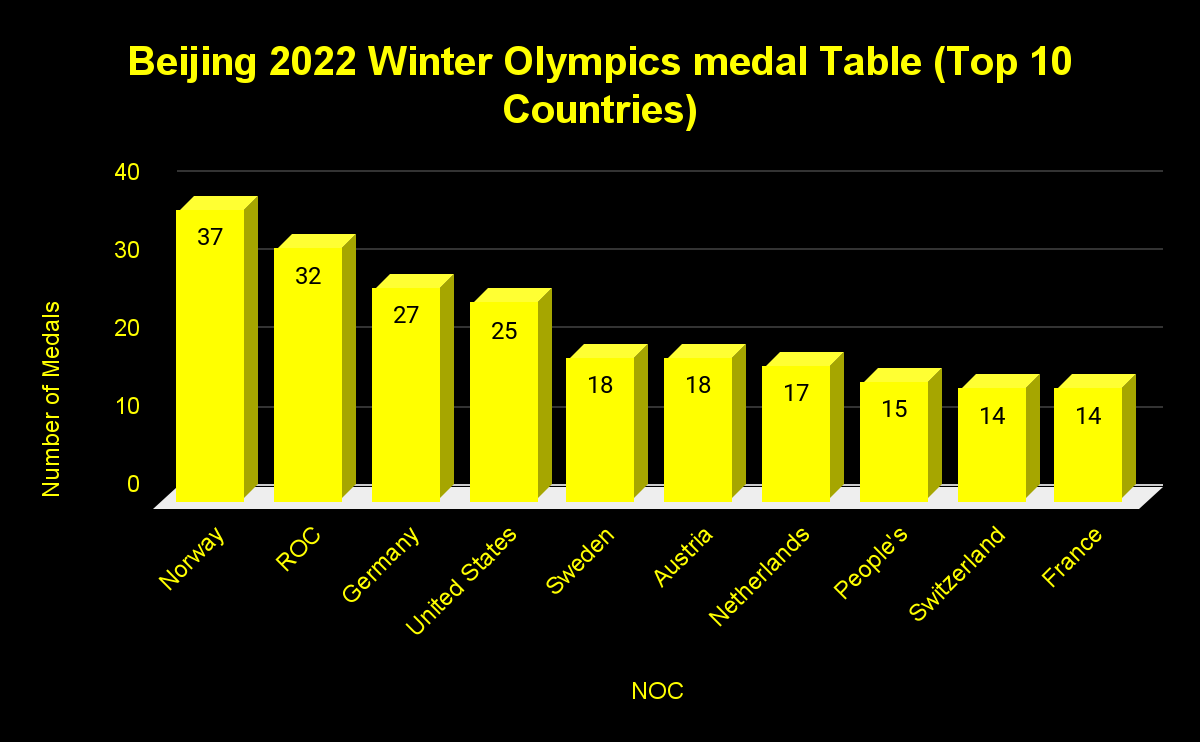 Beijing 2022 Winter Olympics medal Table (Top 10
Countries)
40
30
20
10
0
Number of Medals
37
32
27
25
18
18
17
15
14
14
Norway
ROC
Germany
United States
Sweden
Austria
Netherlands
People's
Switzerland
France
NOC